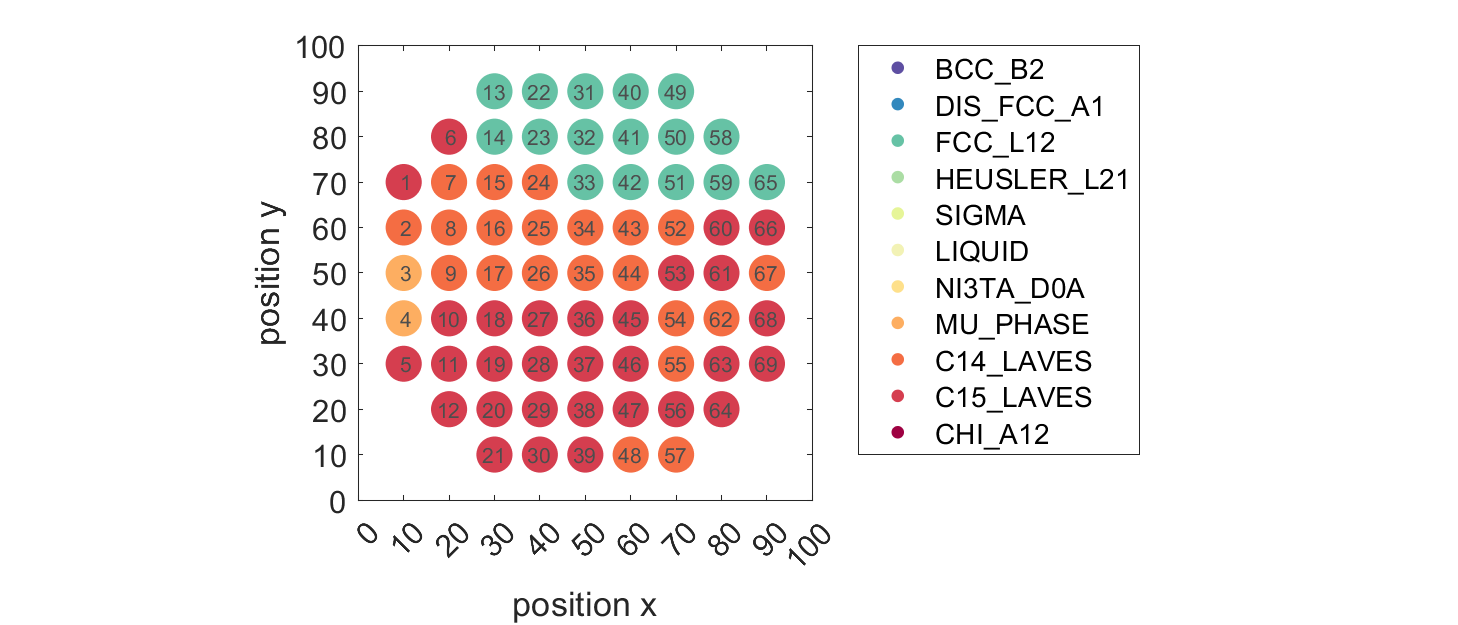 100
90 13 22 31 40 49
80 6 14 23 32 41 50 58
70 1 7 15 24 33 42 51 59 65
60 2 8 16 25 34 43 52 60 66
50 3 9 17 26 35 44 53 61 67
40 4 10 18 27 36 45 54 62 68
30 5 11 19 28 37 46 55 63 69
20 12 20 29 38 47 56 64
10 21 30 39 48 57
0
0 10 20 30 40 50 60 70 80 90 100
position x
position y
BCC_B2
DIS_FCC_A1
FCC_L12
HEUSLER_L21
SIGMA
LIQUID
NI3TA_D0A
MU_PHASE
C14_LAVES
C15_LAVES
CHI_A12